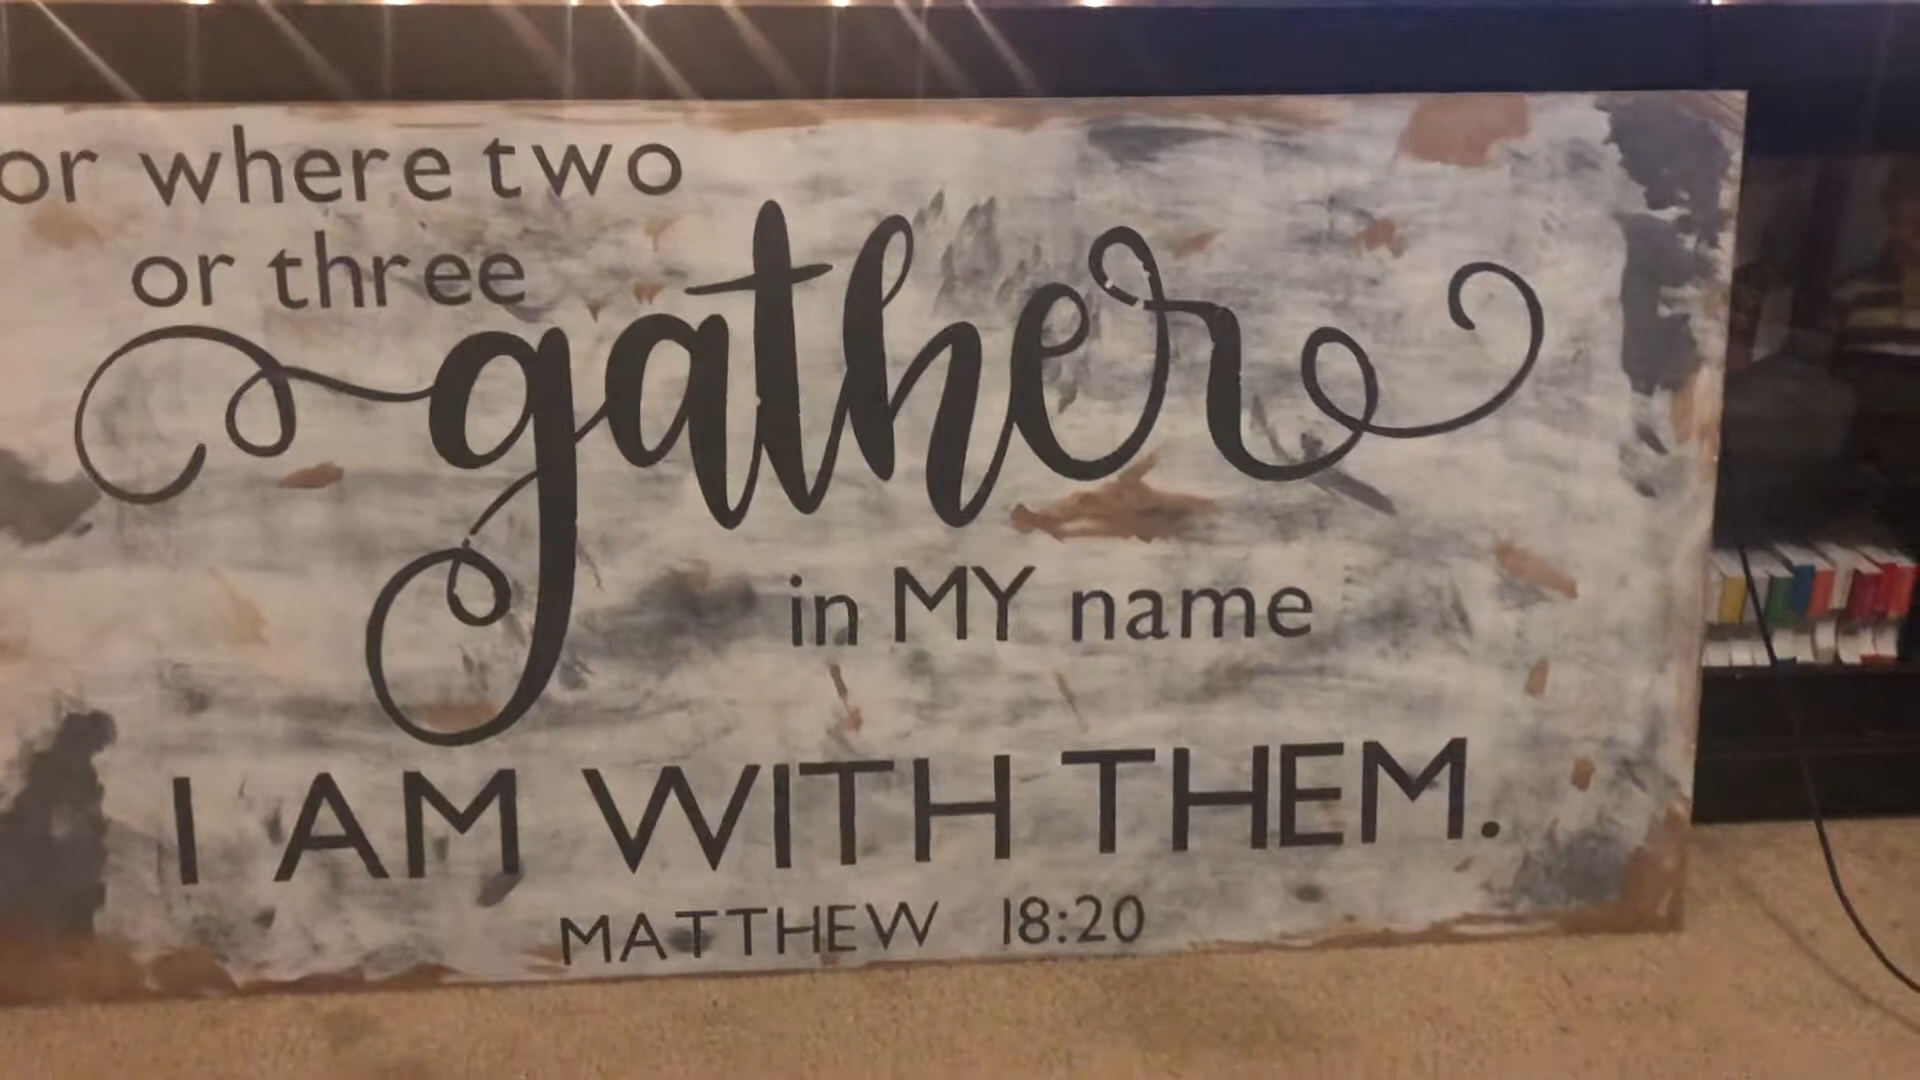 or where two
or three
gather
in MY name
I AM WITH THEM.
MATTHEW 18:20